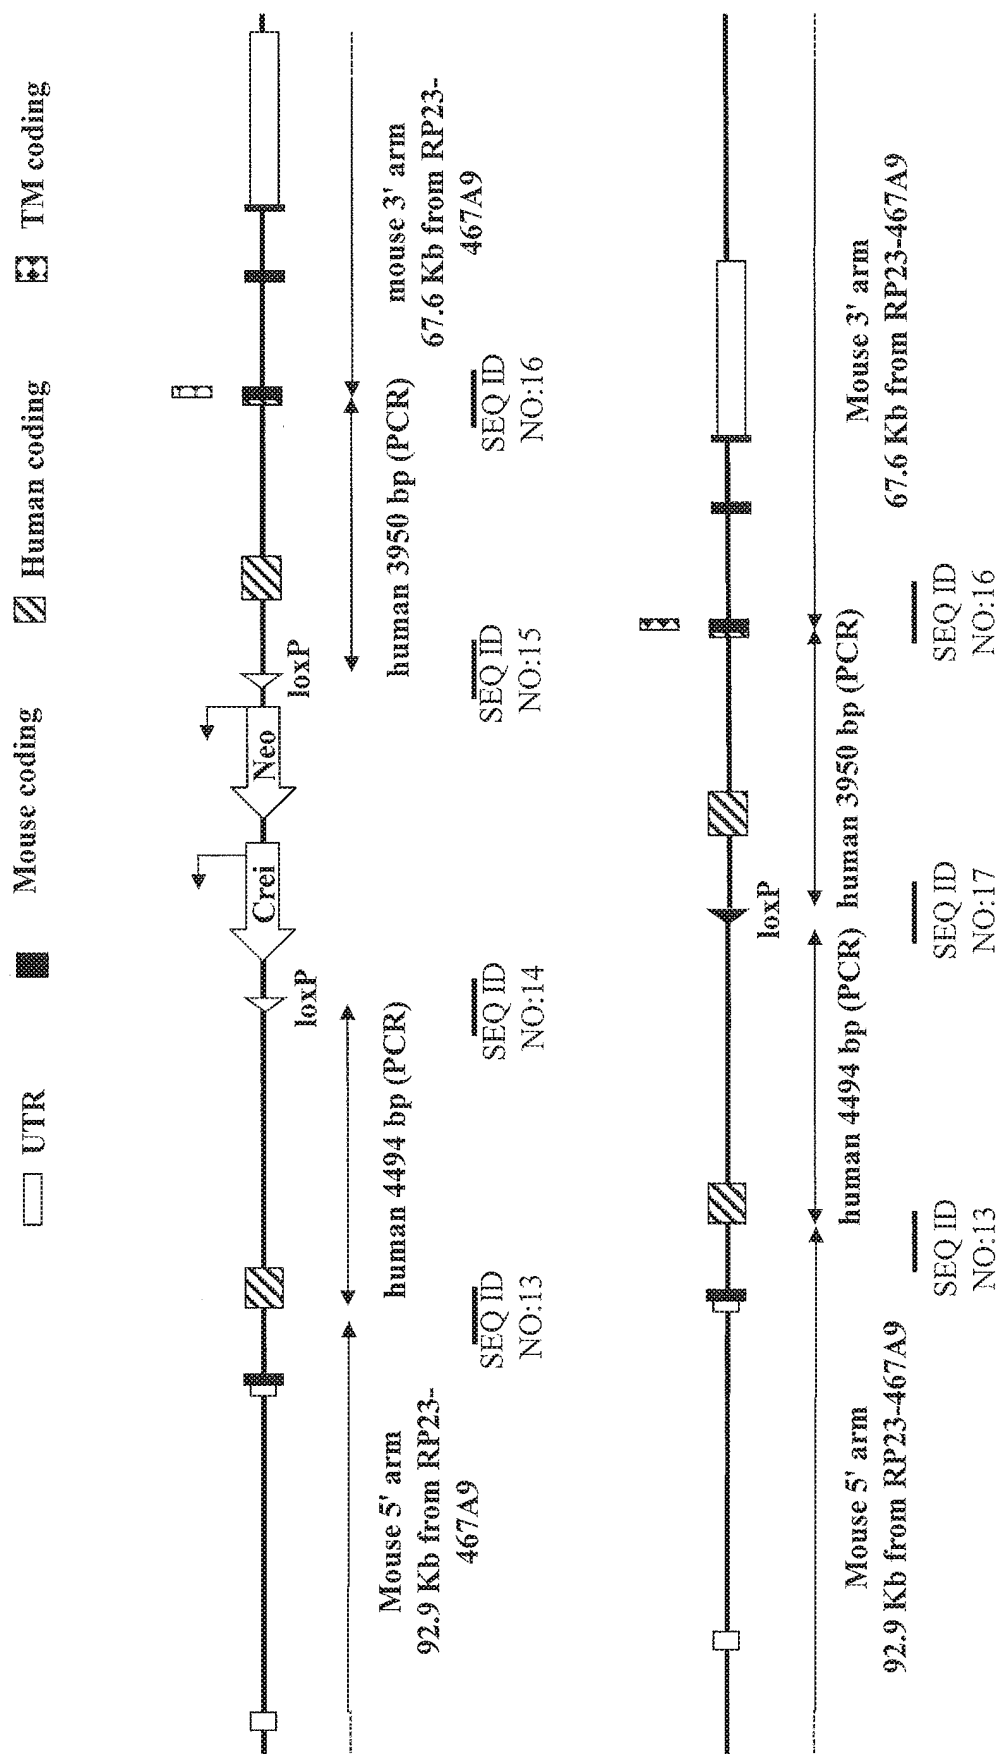 UTR
Mouse coding
Human coding
TM coding
loxP
Crei
Neo
loxP
Mouse 5' arm
92.9 Kb from RP23-
467A9
human 4494 bp (PCR)
human 3950 bp (PCR)
mouse 3' arm
67.6 Kb from RP23-
467A9
SEQ ID
NO:13
SEQ ID
NO:14
SEQ ID
NO:15
SEQ ID
NO:16
loxP
Mouse 5' arm
92.9 Kb from RP23-467A9
human 4494 bp (PCR)
human 3950 bp (PCR)
Mouse 3' arm
67.6 Kb from RP23-467A9
SEQ ID
NO:13
SEQ ID
NO:17
SEQ ID
NO:16